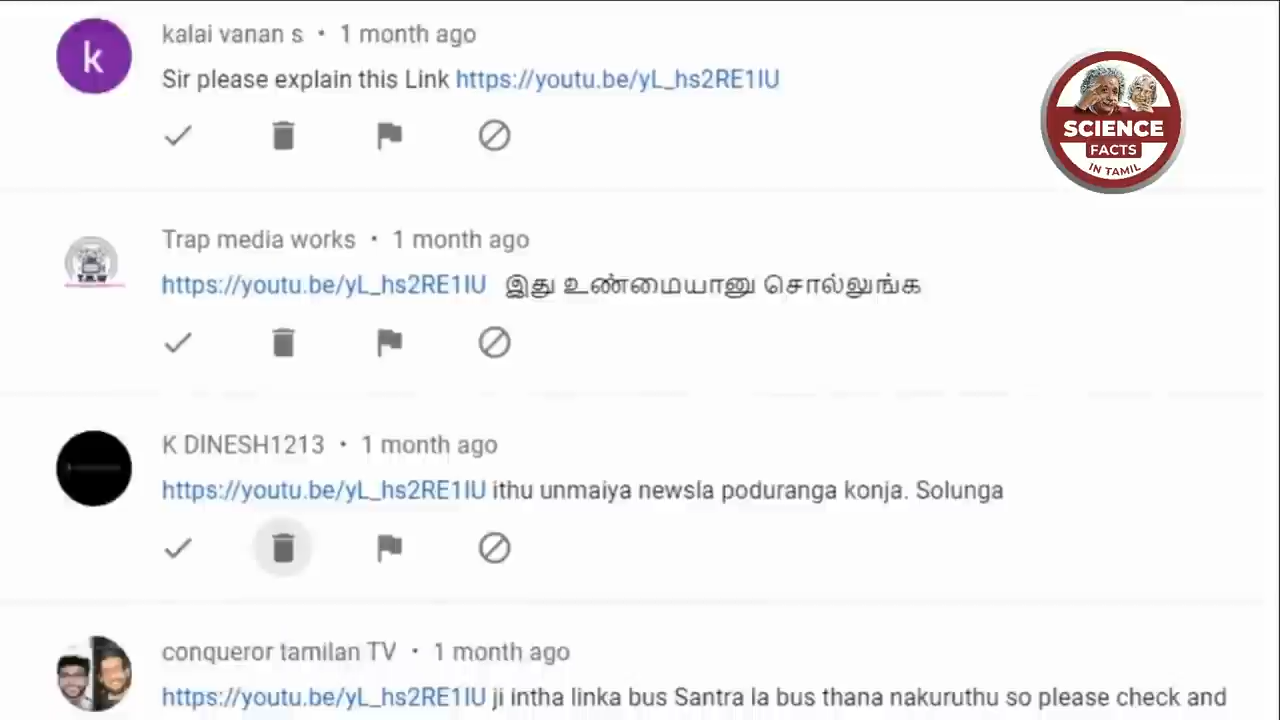 kalai vanan s • 1 month ago
Sir please explain this Link https://youtu.be/yL_hs2RE1IU
SCIENCE
FACTS
IN TAMIL
Trap media works • 1 month ago
https://youtu.be/yL_hs2RE1IU இது உண்மையானு சொல்லுங்க
K DINESH1213 • 1 month ago
https://youtu.be/yL_hs2RE1IU ithu unmaiya newsla poduranga konja. Solunga
conqueror tamilan TV • 1 month ago
https://youtu.be/yL_hs2RE1IU ji intha linka bus Santra la bus thana nakuruthu so please check and